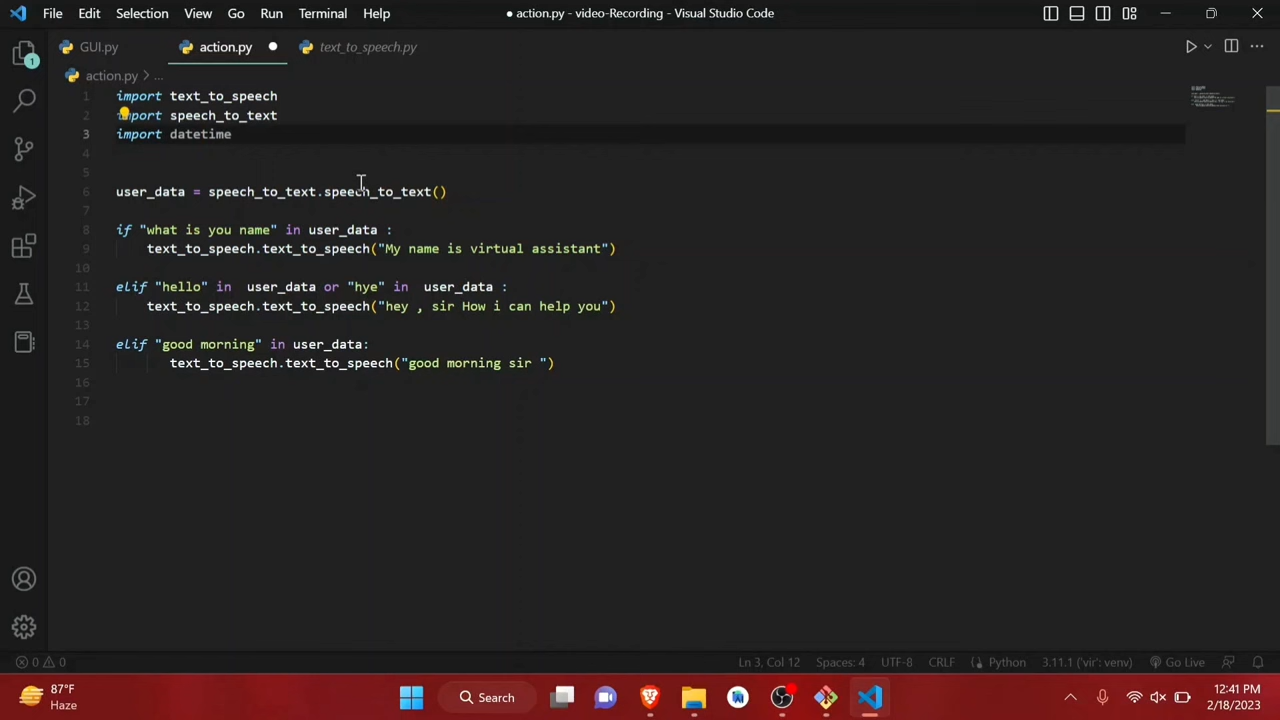 File Edit Selection View Go Run Terminal Help ● action.py - video-Recording - Visual Studio Code
GUI.py action.py text_to_speech.py
action.py > ...
1 import text_to_speech
2 import speech_to_text
3 import datetime
4
5
6 user_data = speech_to_text.speech_to_text()
7
8 if "what is you name" in user_data :
9 text_to_speech.text_to_speech("My name is virtual assistant")
10
11 elif "hello" in user_data or "hye" in user_data :
12 text_to_speech.text_to_speech("hey , sir How i can help you")
13
14 elif "good morning" in user_data:
15 text_to_speech.text_to_speech("good morning sir ")
16
17
18
1
0 0 Ln 3, Col 12 Spaces: 4 UTF-8 CRLF Python 3.11.1 ('vir': venv) Go Live
87°F
Haze
Search
12:41 PM
2/18/2023